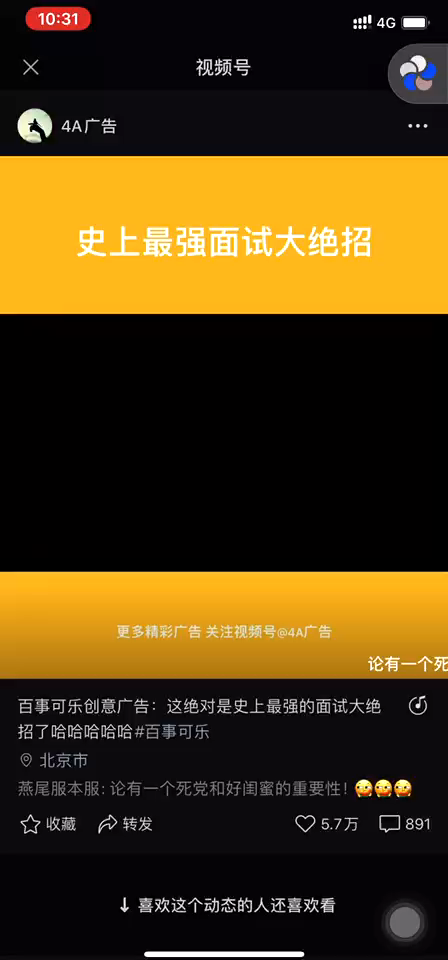 10:31
4G
视频号
4A广告
史上最强面试大绝招
更多精彩广告 关注视频号@4A广告
论有一个死
百事可乐创意广告：这绝对是史上最强的面试大绝
招了哈哈哈哈哈#百事可乐
北京市
燕尾服本服: 论有一个死党和好闺蜜的重要性！
收藏 转发 5.7万 891
↓ 喜欢这个动态的人还喜欢看